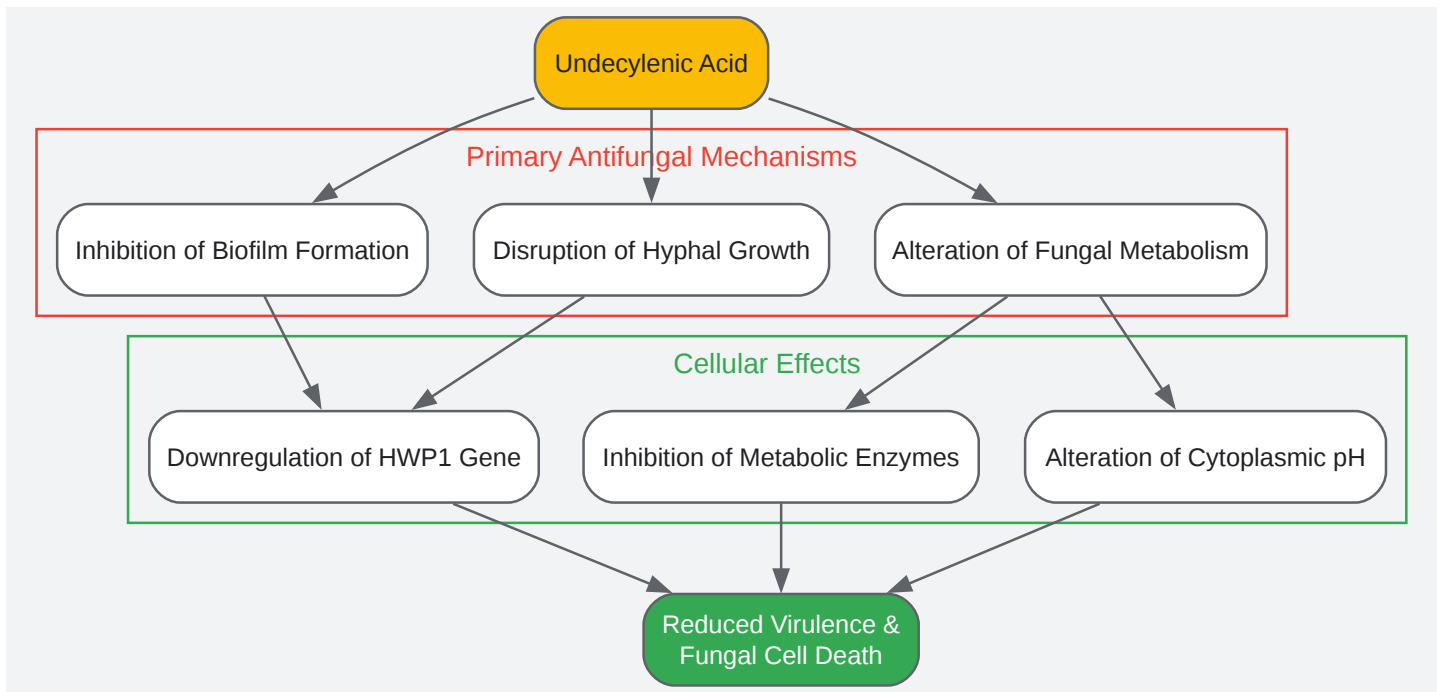 Undecylenic Acid
Primary Antifungal Mechanisms
Inhibition of Biofilm Formation
Disruption of Hyphal Growth
Alteration of Fungal Metabolism
Cellular Effects
Downregulation of HWP1 Gene
Inhibition of Metabolic Enzymes
Alteration of Cytoplasmic pH
Reduced Virulence &
Fungal Cell Death